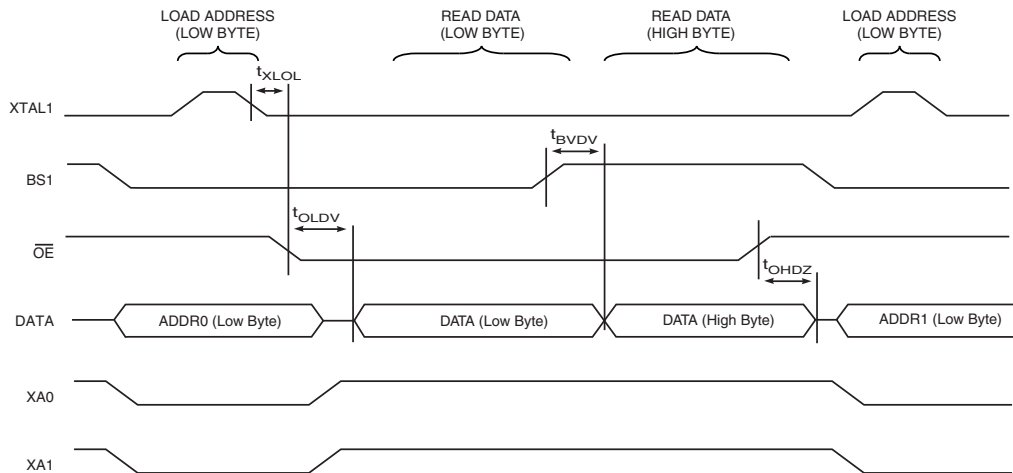 LOAD ADDRESS
(LOW BYTE)
READ DATA
(LOW BYTE)
READ DATA
(HIGH BYTE)
LOAD ADDRESS
(LOW BYTE)
tXLOL
XTAL1
tBVDV
BS1
tOLDV
OE
tOHDZ
DATA
ADDR0 (Low Byte)
DATA (Low Byte)
DATA (High Byte)
ADDR1 (Low Byte)
XA0
XA1